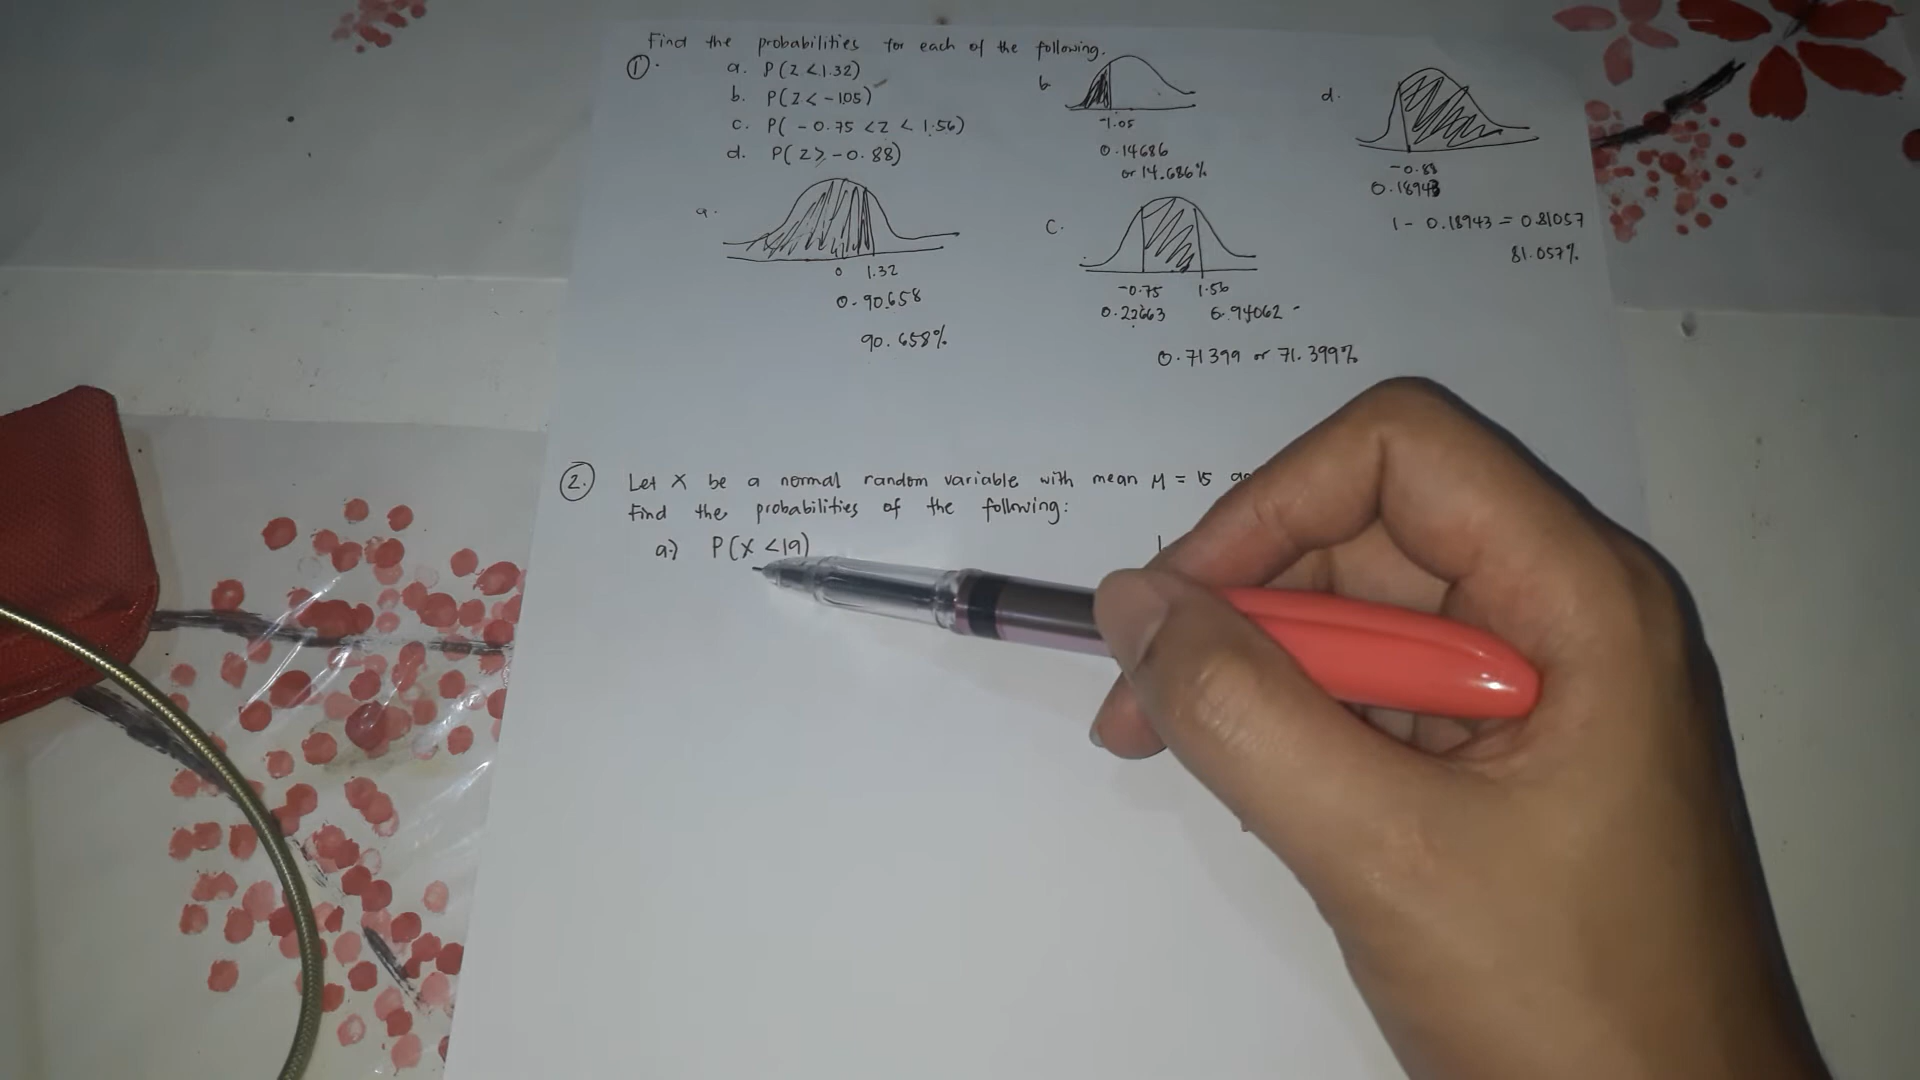 Find the probabilities for each of the following.
1.
a. P(Z < 1.32)
b. P(Z < -1.05)
c. P( -0.75 < Z < 1.56)
d. P( Z > -0.88)
a.
0 1.32
0.90658
90.658%
b
-1.05
0.14686
or 14.686%
c.
-0.75 1.56
0.22663 0.94062 -
0.71399 or 71.399%
d.
-0.88
0.18943
1 - 0.18943 = 0.81057
81.057%
2. Let X be a normal random variable with mean μ = 15
Find the probabilities of the following:
a.) P(X < 19)